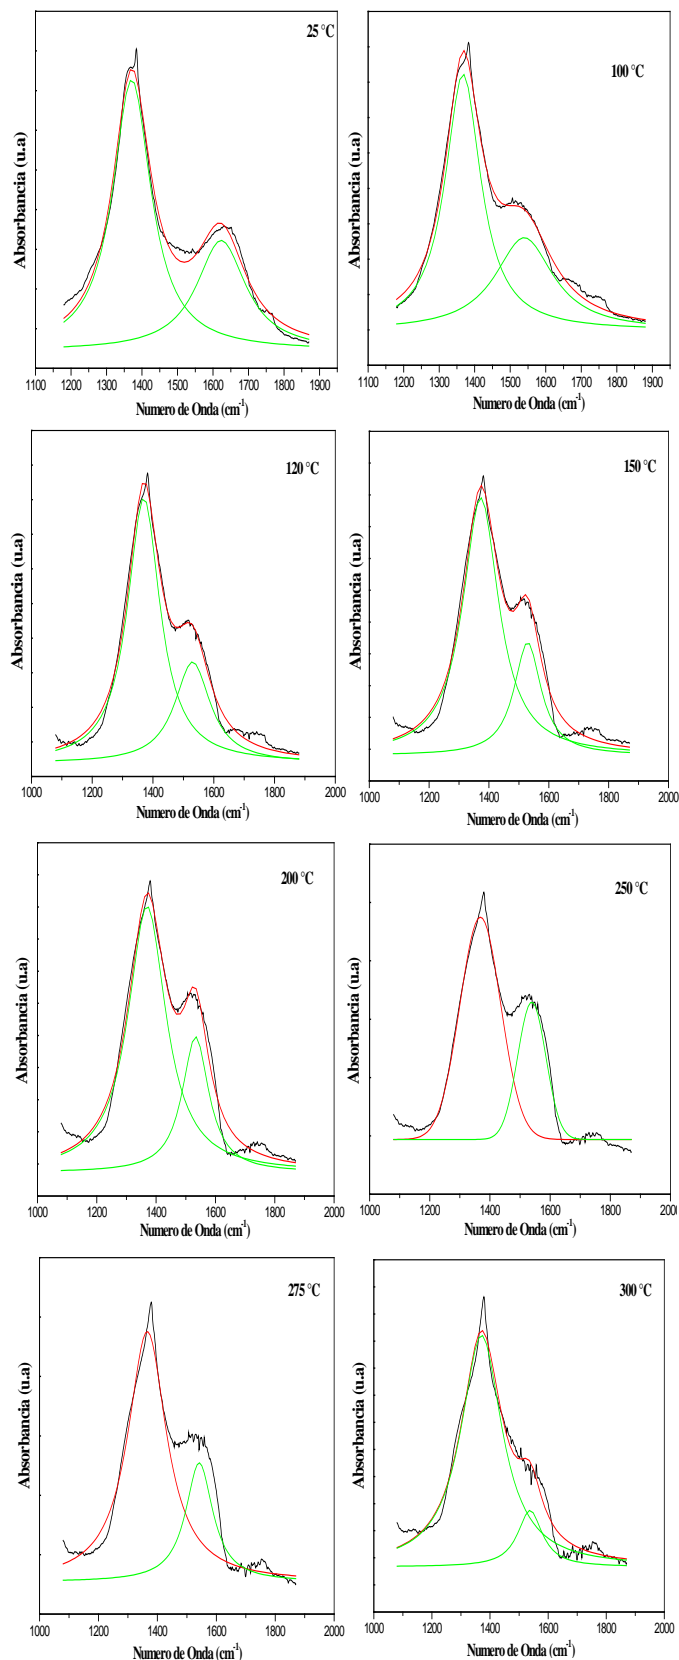 25 °C
Absorbancia (u.a)
1100 1200 1300 1400 1500 1600 1700 1800 1900
Numero de Onda (cm-1)
100 °C
Absorbancia (u.a)
1100 1200 1300 1400 1500 1600 1700 1800 1900
Numero de Onda (cm-1)
120 °C
Absorbancia (u.a)
1000 1200 1400 1600 1800 2000
Numero de Onda (cm-1)
150 °C
Absorbancia (u.a)
1000 1200 1400 1600 1800 2000
Numero de Onda (cm-1)
200 °C
Absorbancia (u.a)
1000 1200 1400 1600 1800 2000
Numero de Onda (cm-1)
250 °C
Absorbancia (u.a)
1000 1200 1400 1600 1800 2000
Numero de Onda (cm-1)
275 °C
Absorbancia (u.a)
1000 1200 1400 1600 1800 2000
Numero de Onda (cm-1)
300 °C
Absorbancia (u.a)
1000 1200 1400 1600 1800 2000
Numero de Onda (cm-1)